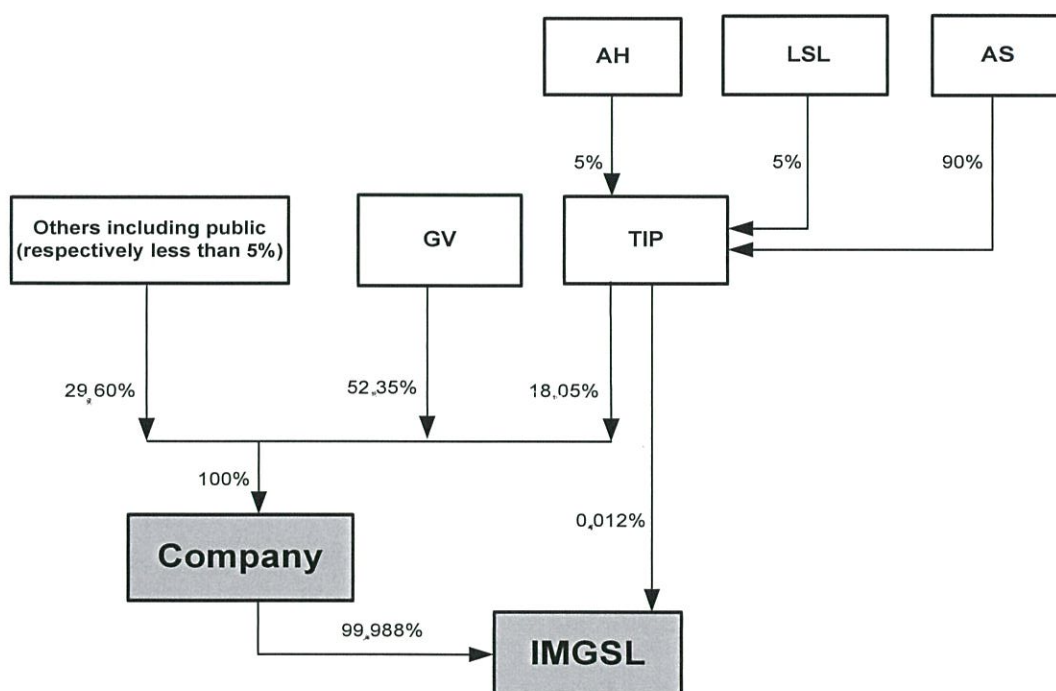 AH
LSL
AS
5%
5%
90%
Others including public
(respectively less than 5%)
GV
TIP
29,60%
52,35%
18,05%
100%
0,012%
Company
99,988%
IMGSL